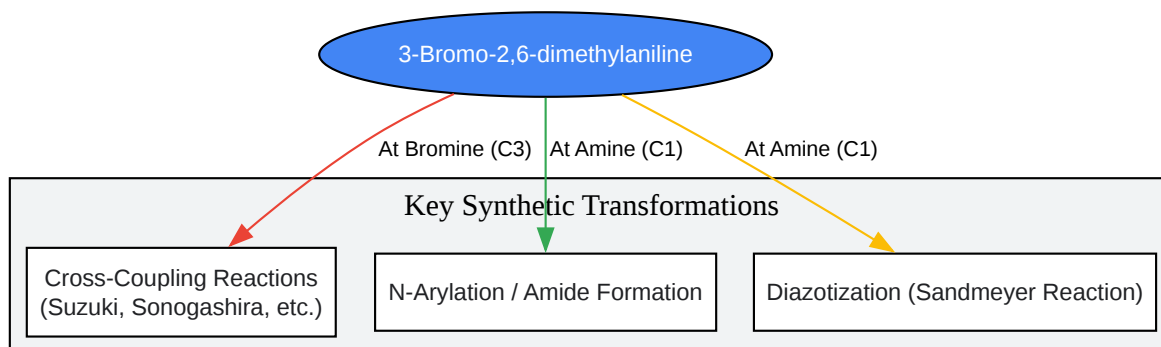 3-Bromo-2,6-dimethylaniline
At Bromine (C3)
At Amine (C1)
At Amine (C1)
Key Synthetic Transformations
Cross-Coupling Reactions
(Suzuki, Sonogashira, etc.)
N-Arylation / Amide Formation
Diazotization (Sandmeyer Reaction)